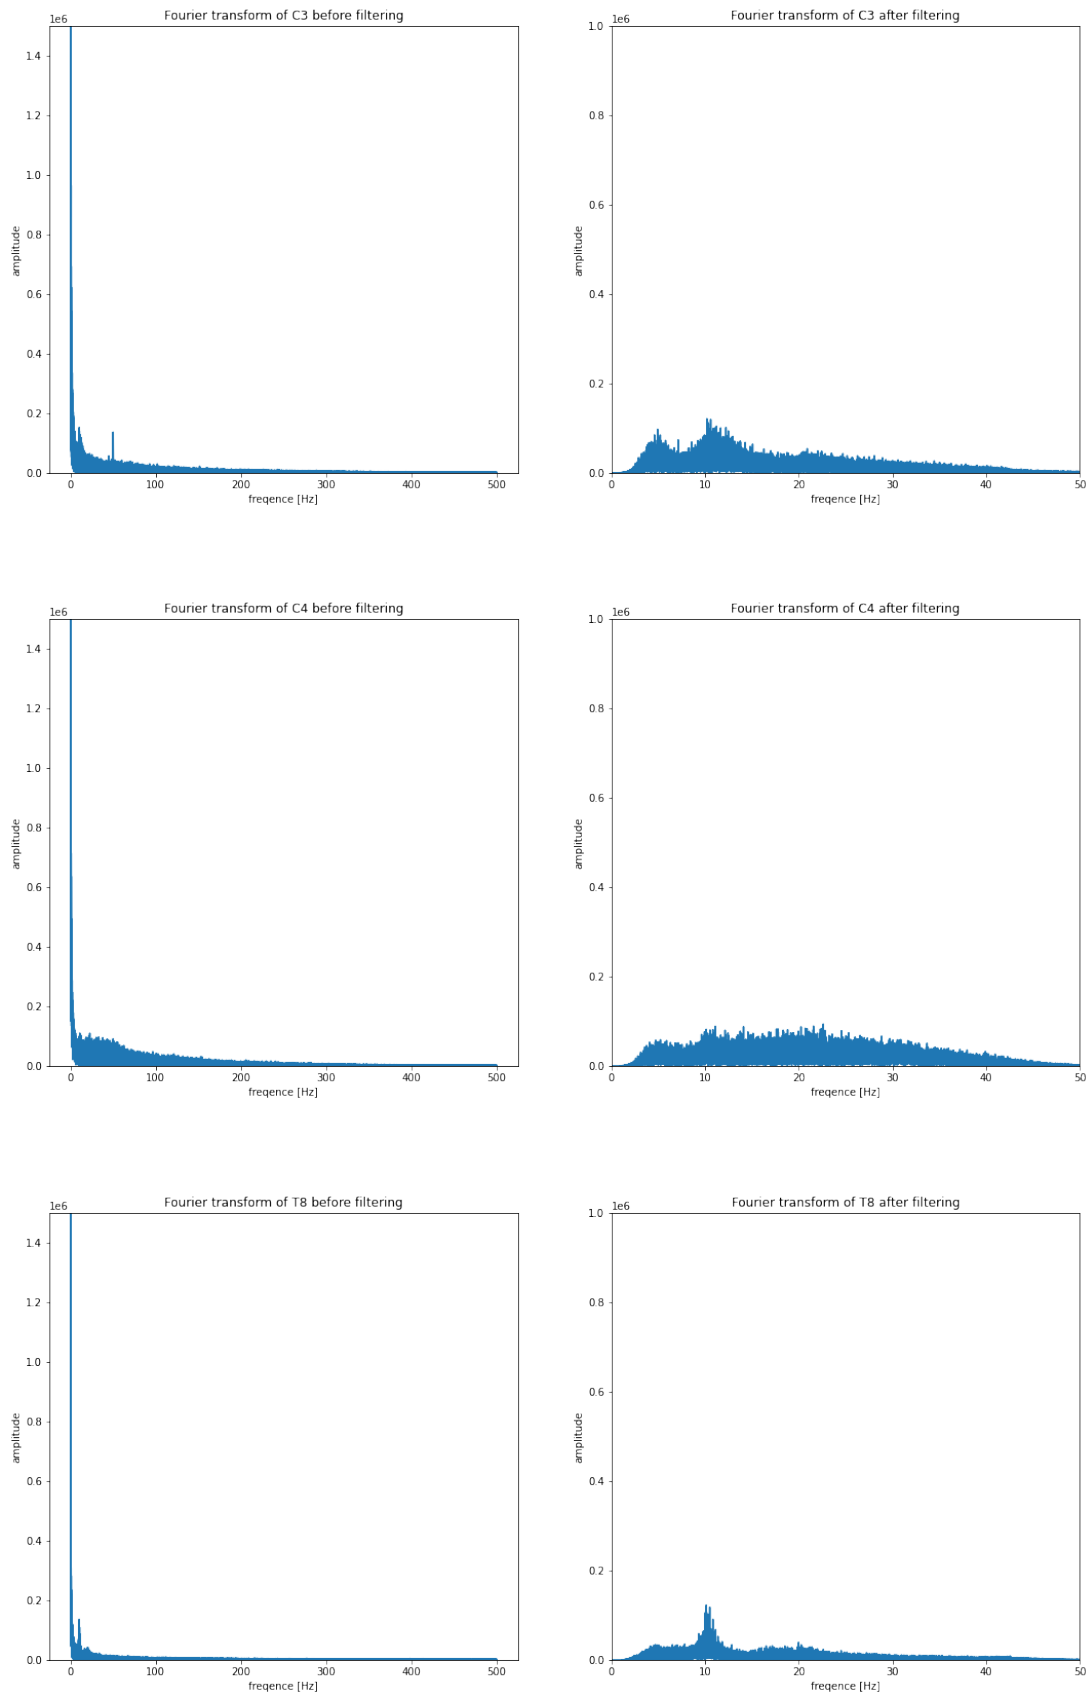 Fourier transform of C3 before filtering
1e6
1.4
1.2
1.0
0.8
0.6
0.4
0.2
0.0
amplitude
0 100 200 300 400 500
freqence [Hz]
Fourier transform of C3 after filtering
1e6
1.0
0.8
0.6
0.4
0.2
0.0
amplitude
0 10 20 30 40 50
freqence [Hz]
Fourier transform of C4 before filtering
1e6
1.4
1.2
1.0
0.8
0.6
0.4
0.2
0.0
amplitude
0 100 200 300 400 500
freqence [Hz]
Fourier transform of C4 after filtering
1e6
1.0
0.8
0.6
0.4
0.2
0.0
amplitude
0 10 20 30 40 50
freqence [Hz]
Fourier transform of T8 before filtering
1e6
1.4
1.2
1.0
0.8
0.6
0.4
0.2
0.0
amplitude
0 100 200 300 400 500
freqence [Hz]
Fourier transform of T8 after filtering
1e6
1.0
0.8
0.6
0.4
0.2
0.0
amplitude
0 10 20 30 40 50
freqence [Hz]